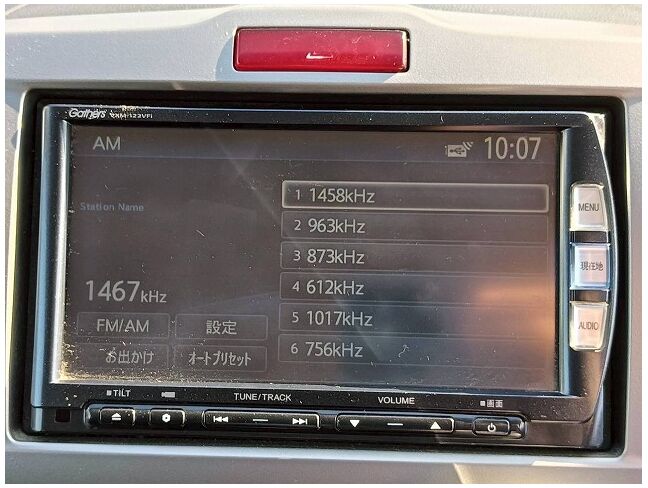 Gathers
VXM-122VFi
AM
10:07
Station Name
1467kHz
1 1458kHz
2 963kHz
3 873kHz
4 612kHz
5 1017kHz
6 756kHz
FM/AM
設定
お出かけ
オートプリセット
MENU
現在地
AUDIO
TILT
TUNE/TRACK
VOLUME
画面